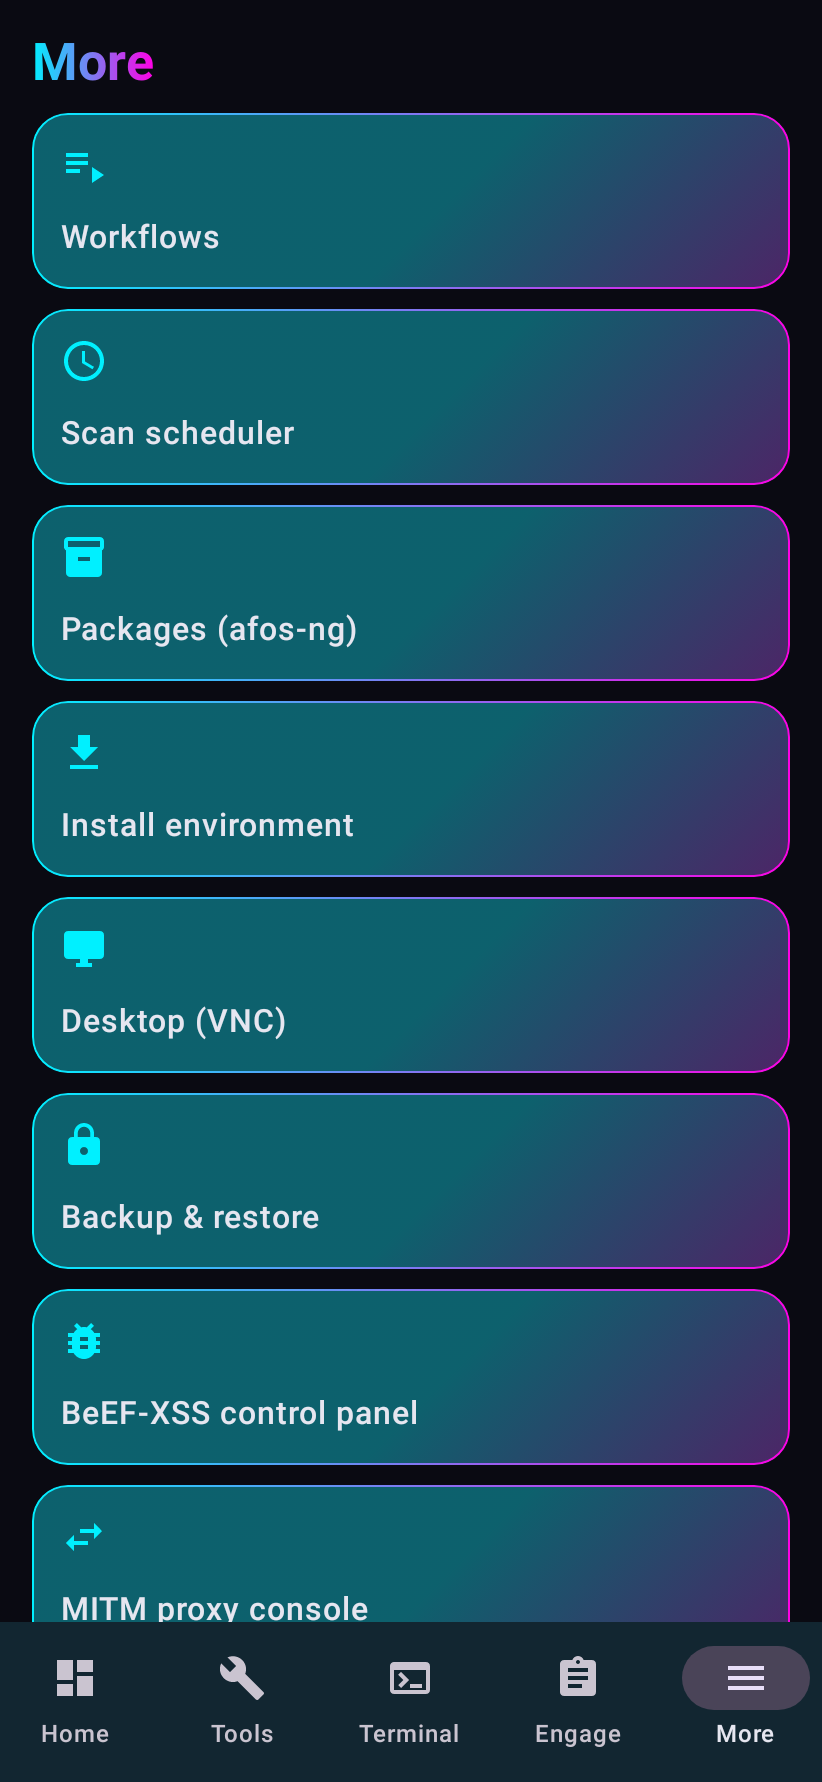 More
Workflows
Scan scheduler
Packages (afos-ng)
Install environment
Desktop (VNC)
Backup & restore
BeEF-XSS control panel
MITM proxy console
Home
Tools
Terminal
Engage
More